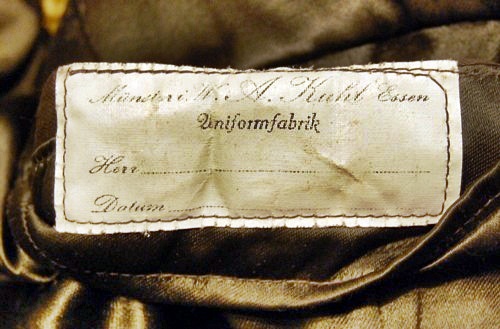 Münster i. W. A. Kuhl Essen
Uniformfabrik
Herr
Datum